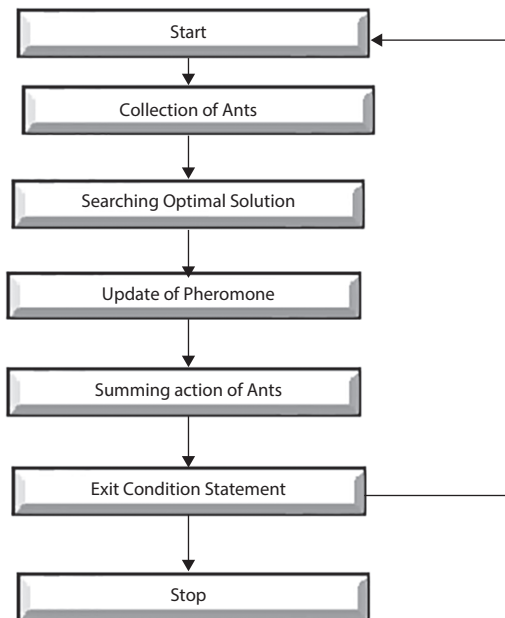 Start
Collection of Ants
Searching Optimal Solution
Update of Pheromone
Summing action of Ants
Exit Condition Statement
Stop